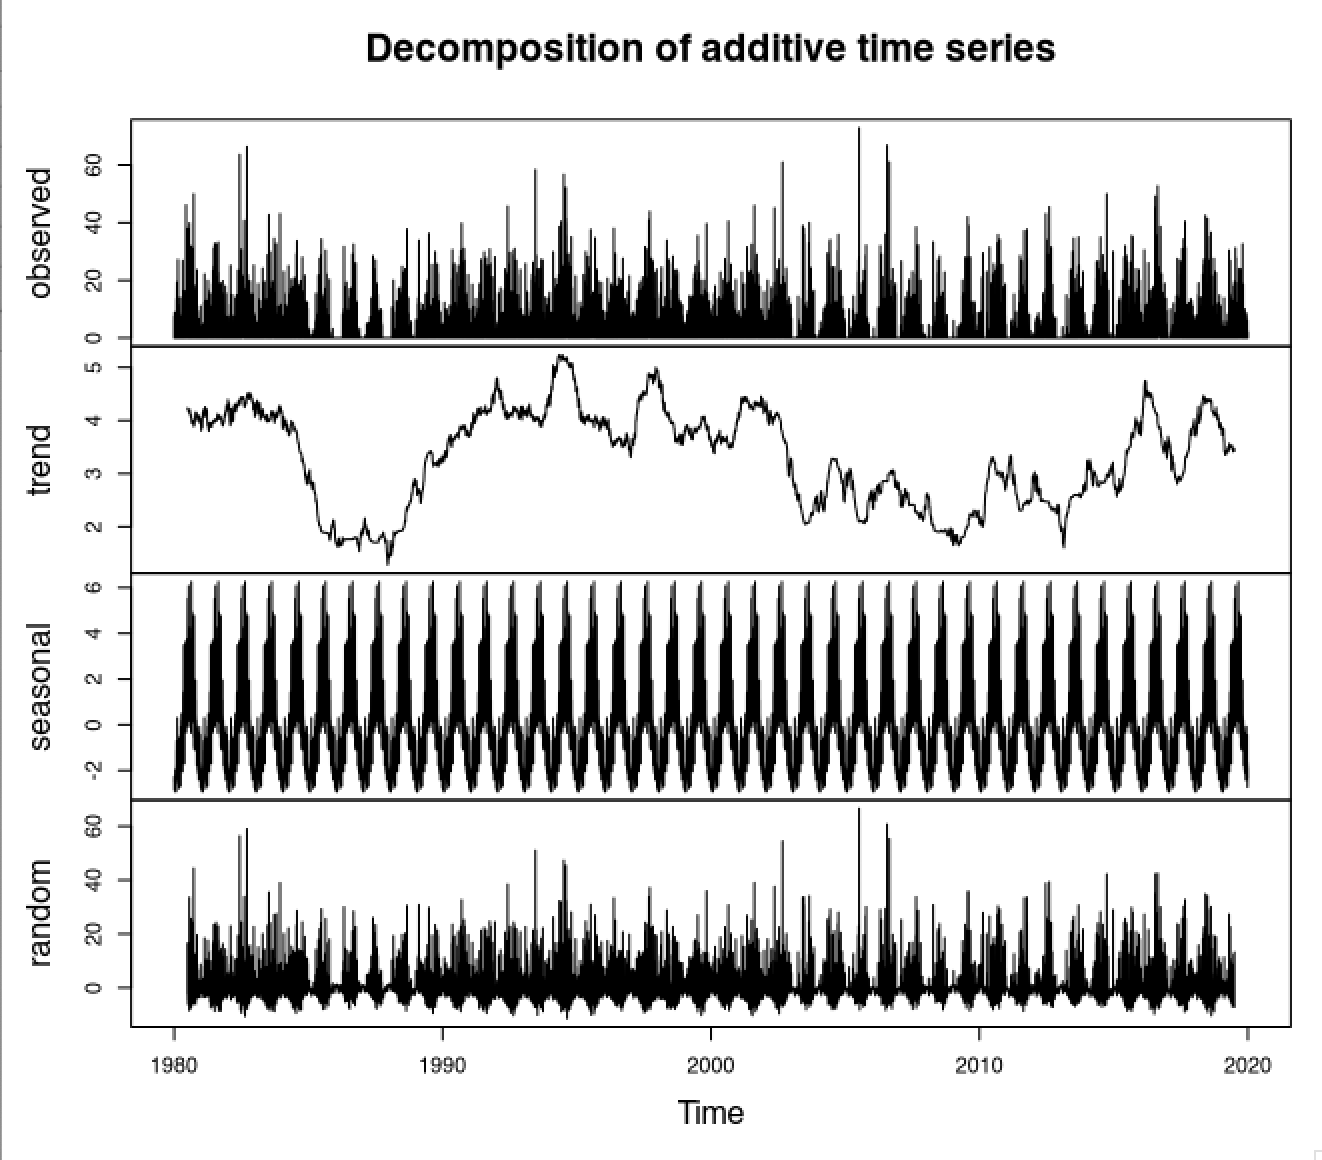 Decomposition of additive time series
observed
0 20 40 60
trend
2 3 4 5
seasonal
-2 0 2 4 6
random
0 20 40 60
1980 1990 2000 2010 2020
Time